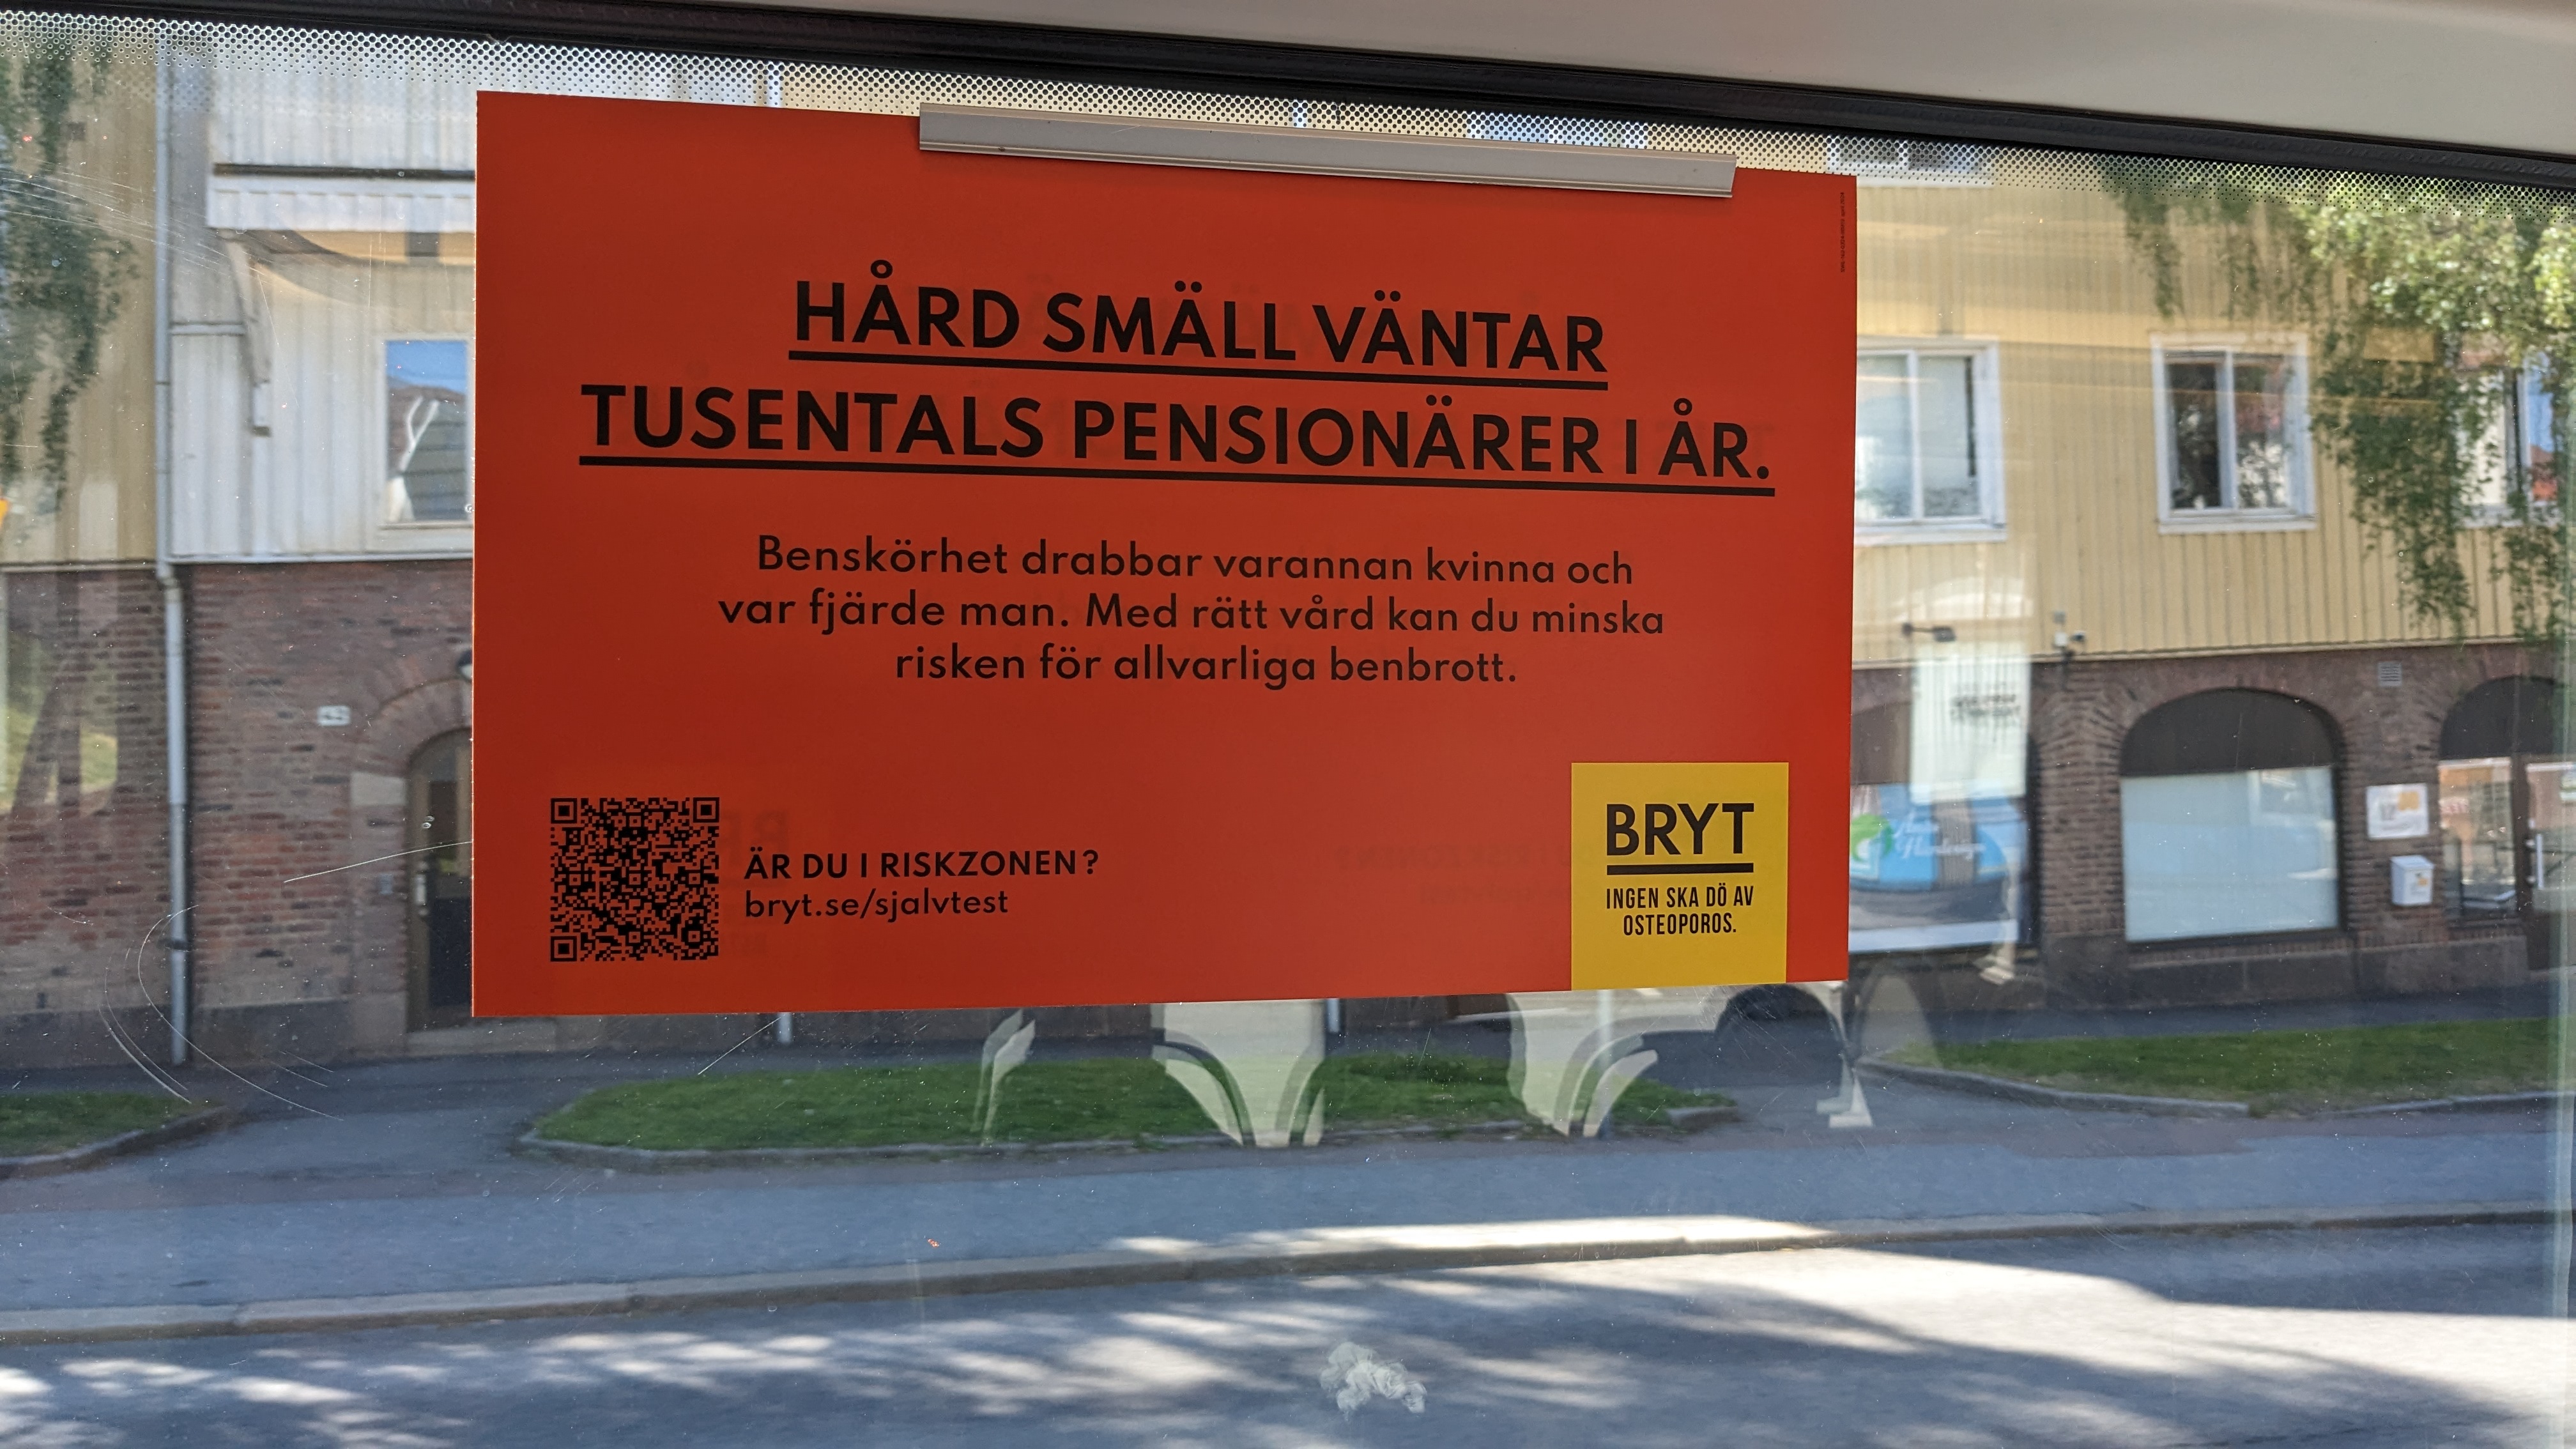 HÅRD SMÄLL VÄNTAR
TUSENTALS PENSIONÄRER I ÅR.
Benskörhet drabbar varannan kvinna och
var fjärde man. Med rätt vård kan du minska
risken för allvarliga benbrott.
ÄR DU I RISKZONEN?
bryt.se/sjalvtest
BRYT
INGEN SKA DÖ AV
OSTEOPOROS.